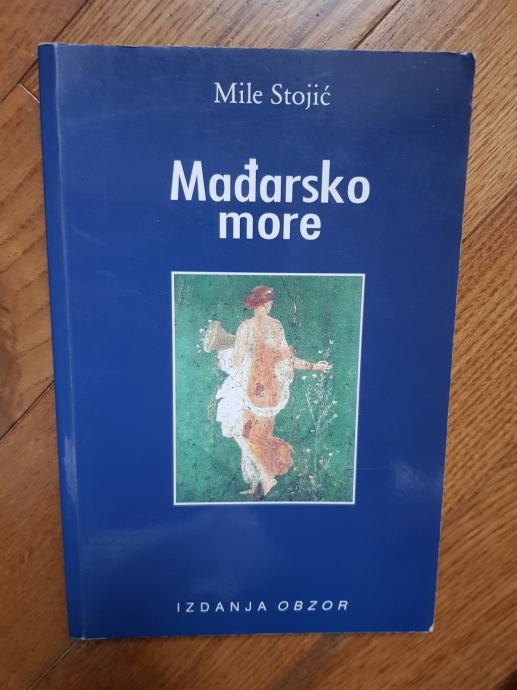 Mile Stojić
Mađarsko
more
IZDANJA OBZOR